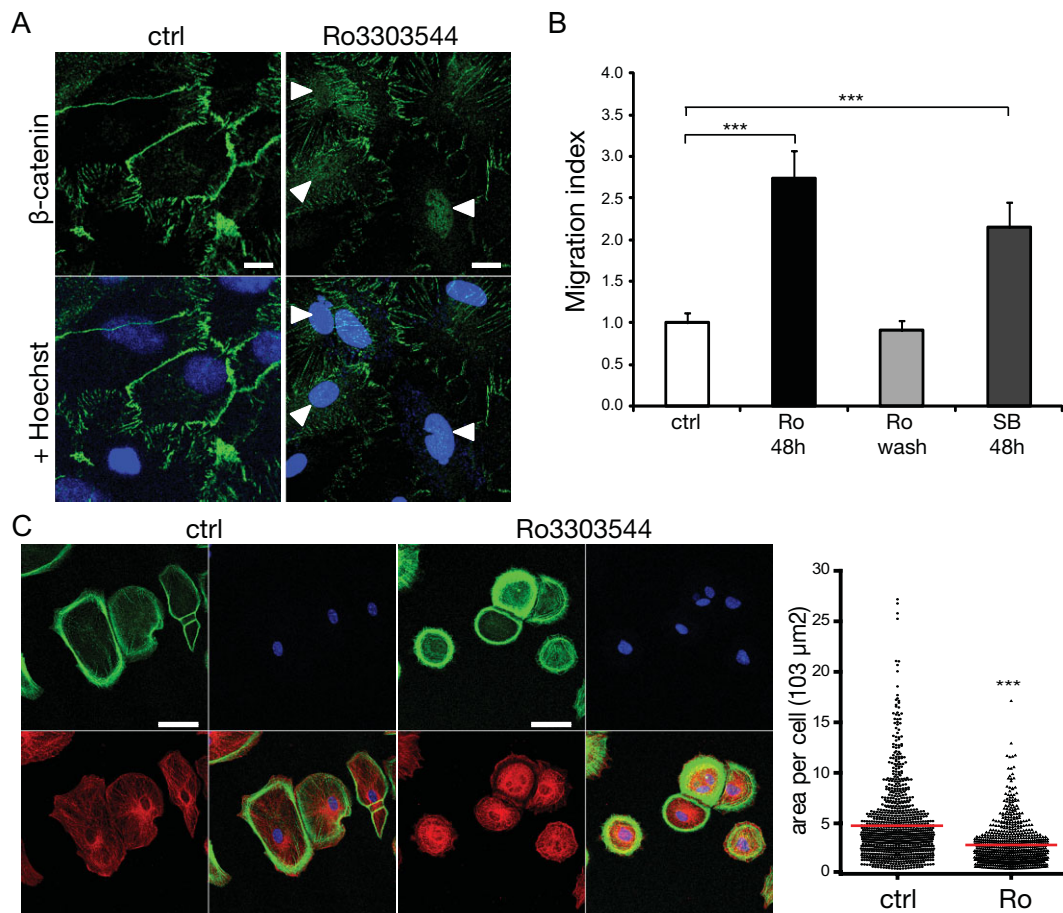 A
ctrl
Ro3303544
β-catenin
+ Hoechst
B
Migration index
4.0
3.5
3.0
2.5
2.0
1.5
1.0
0.5
0.0
***
***
ctrl
Ro
48h
Ro
wash
SB
48h
C
ctrl
Ro3303544
area per cell (103 μm2)
30
25
20
15
10
5
0
***
ctrl
Ro